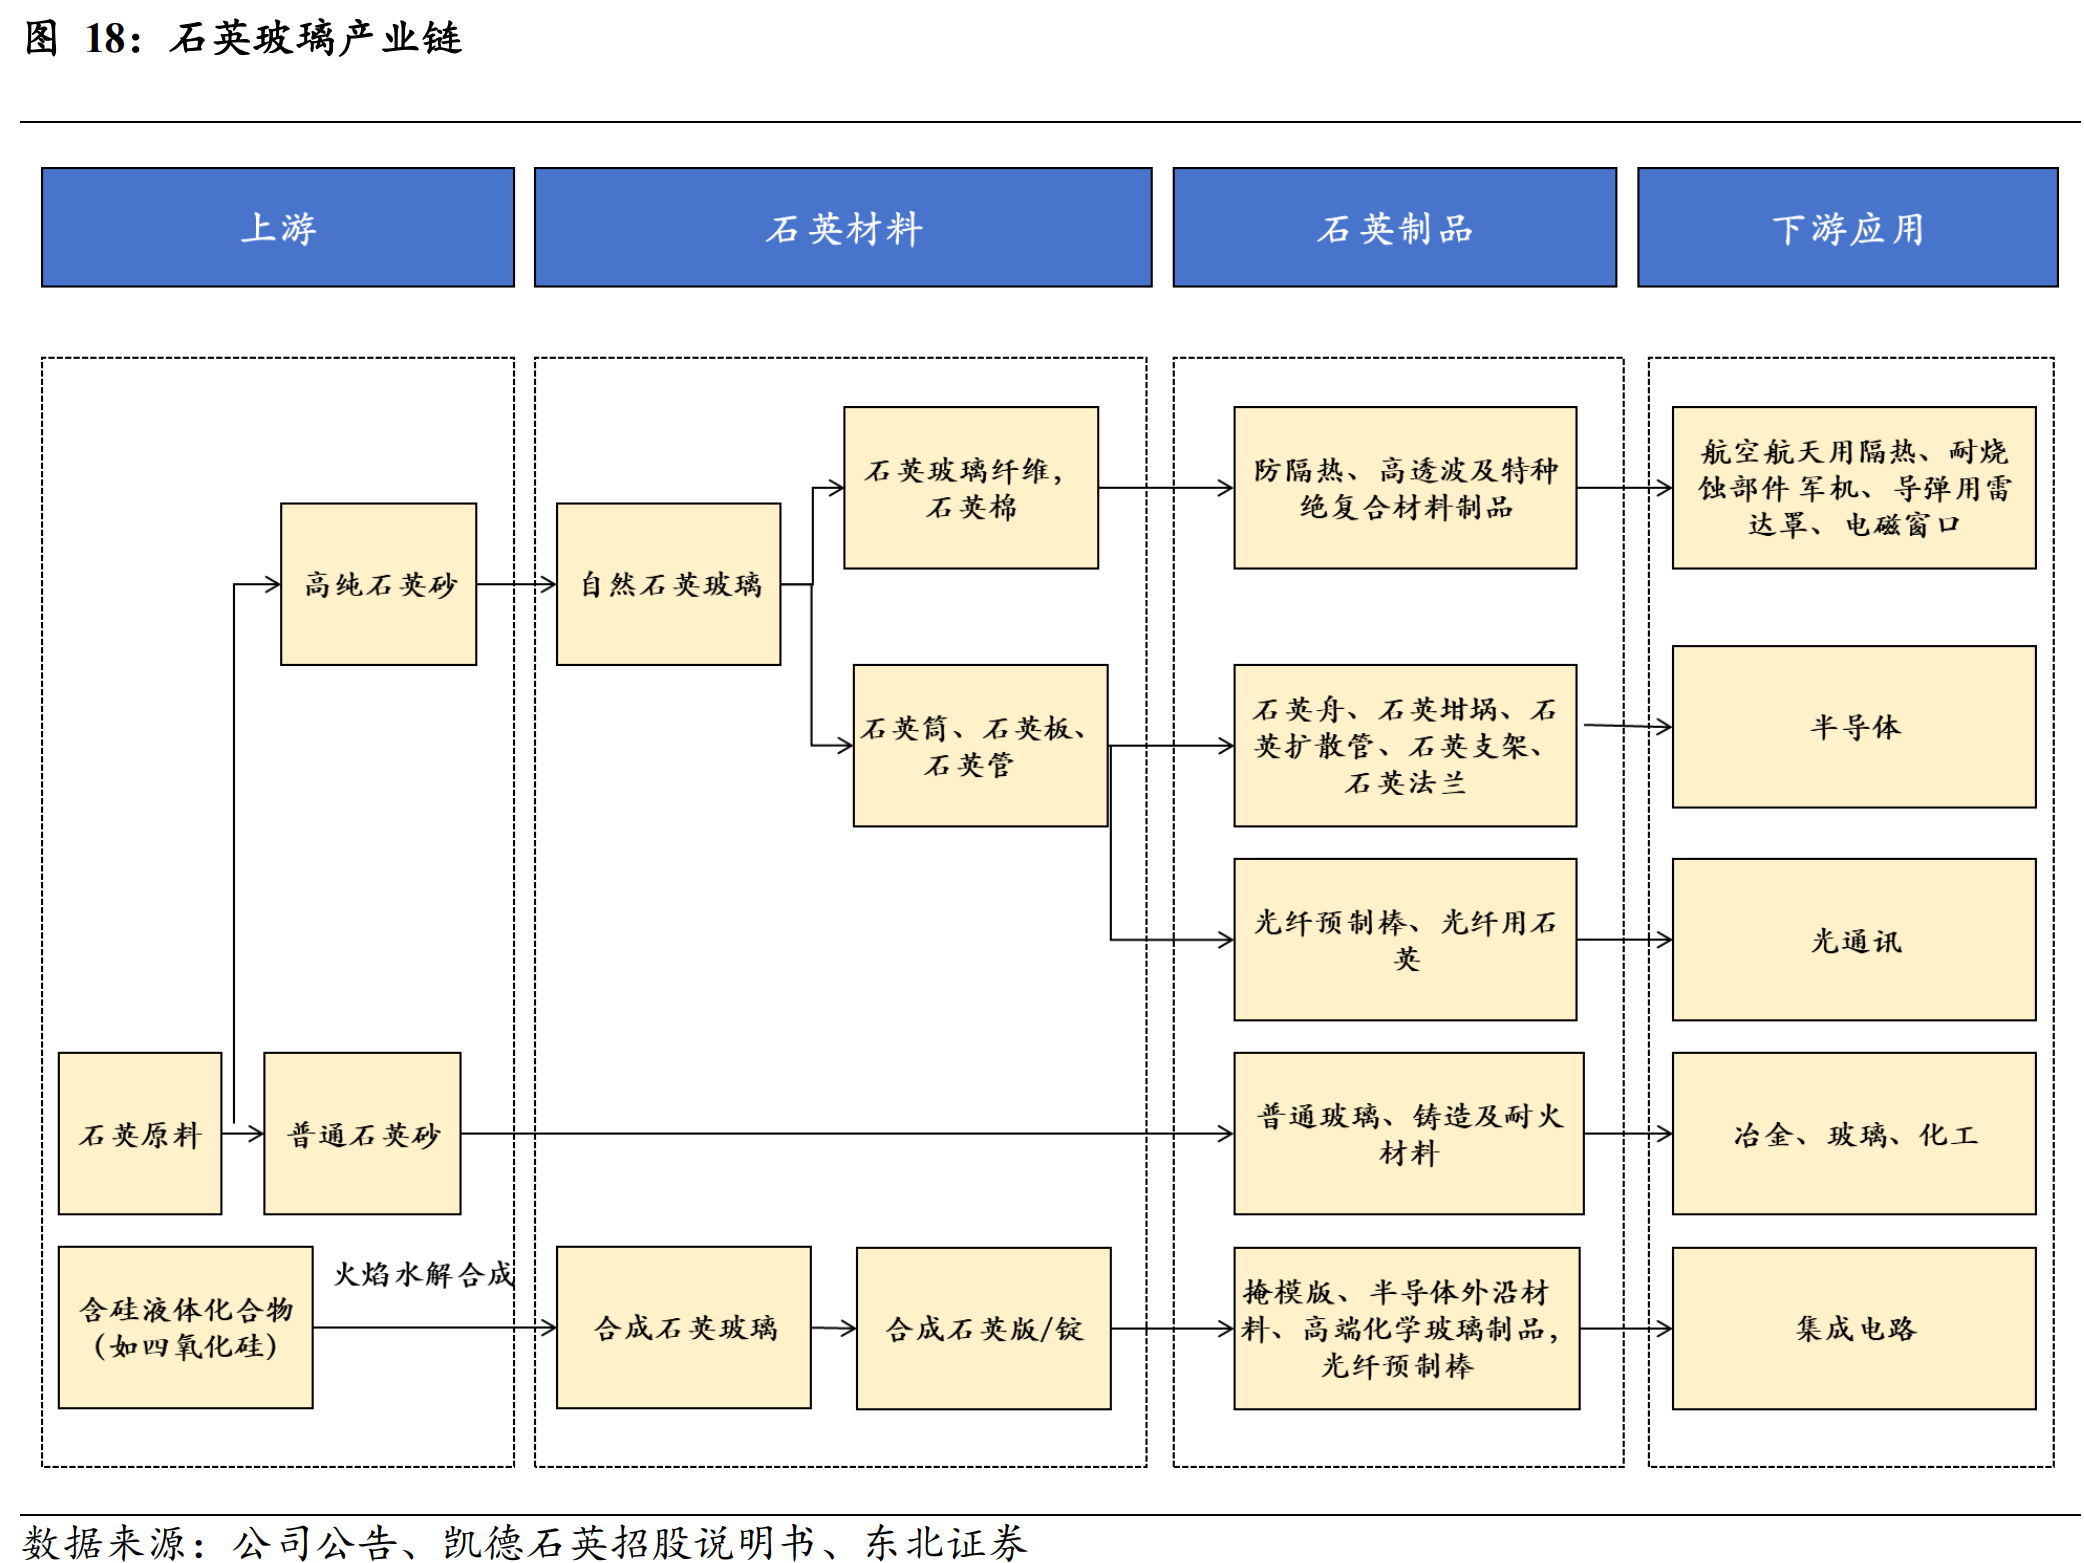 图 18：石英玻璃产业链
上游
石英材料
石英制品
下游应用
石英玻璃纤维，
石英棉
防隔热、高透波及特种
绝复合材料制品
航空航天用隔热、耐烧
蚀部件 军机、导弹用雷
达罩、电磁窗口
高纯石英砂
自然石英玻璃
石英筒、石英板、
石英管
石英舟、石英坩埚、石
英扩散管、石英支架、
石英法兰
半导体
光纤预制棒、光纤用石
英
光通讯
石英原料
普通石英砂
普通玻璃、铸造及耐火
材料
冶金、玻璃、化工
含硅液体化合物
（如四氧化硅）
火焰水解合成
合成石英玻璃
合成石英版/锭
掩模版、半导体外沿材
料、高端化学玻璃制品，
光纤预制棒
集成电路
数据来源：公司公告、凯德石英招股说明书、东北证券